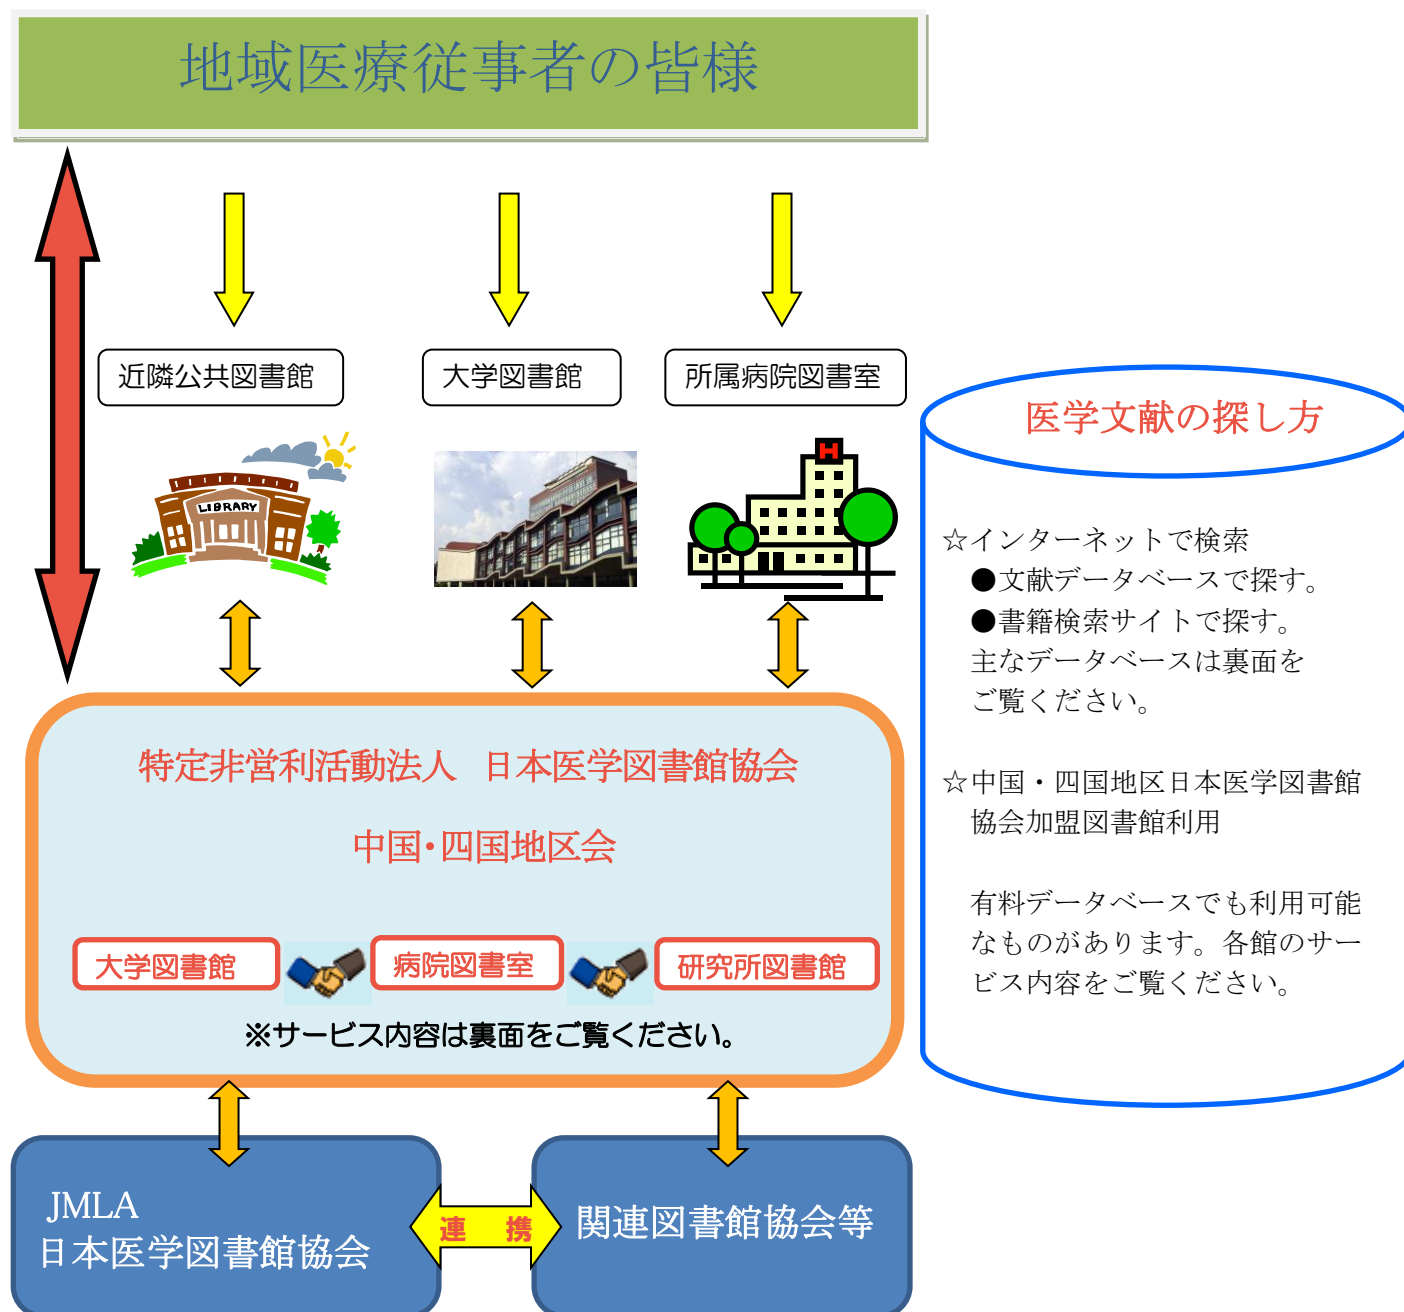 地域医療従事者の皆様
近隣公共図書館
大学図書館
所属病院図書室
LIBRARY
H
特定非営利活動法人 日本医学図書館協会
中国・四国地区会
大学図書館
病院図書室
研究所図書館
※サービス内容は裏面をご覧ください。
JMLA
日本医学図書館協会
連 携
関連図書館協会等
医学文献の探し方
☆インターネットで検索
●文献データベースで探す。
●書籍検索サイトで探す。
主なデータベースは裏面を
ご覧ください。
☆中国・四国地区日本医学図書館
協会加盟図書館利用
有料データベースでも利用可能
なものがあります。各館のサー
ビス内容をご覧ください。